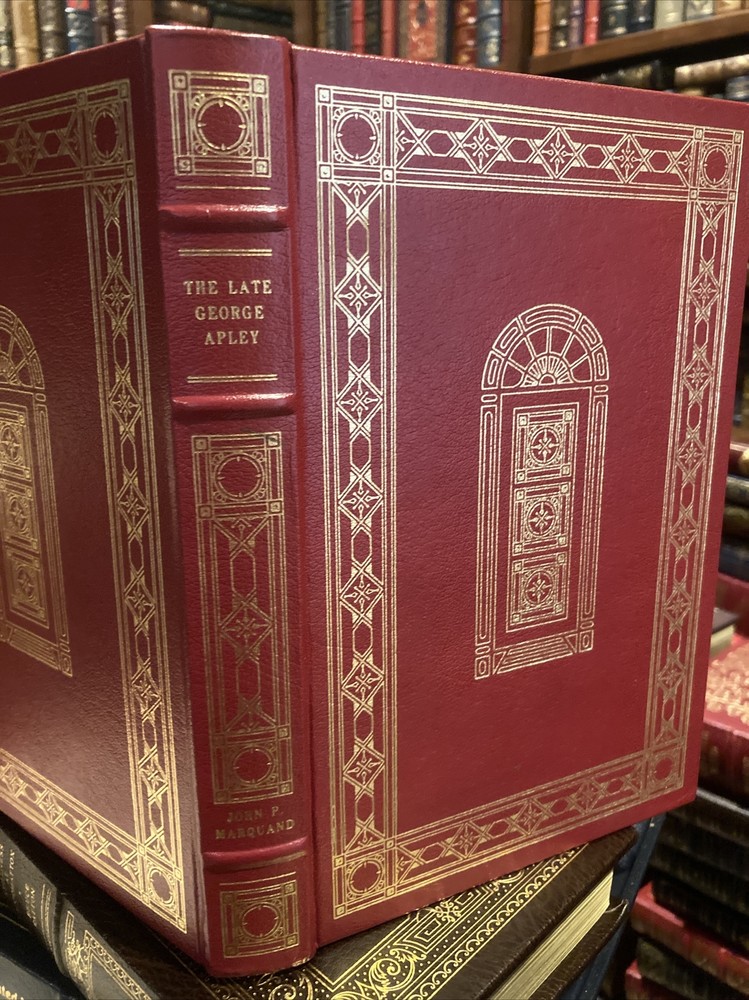 THE LATE
GEORGE
APLEY
JOHN P.
MARQUAND